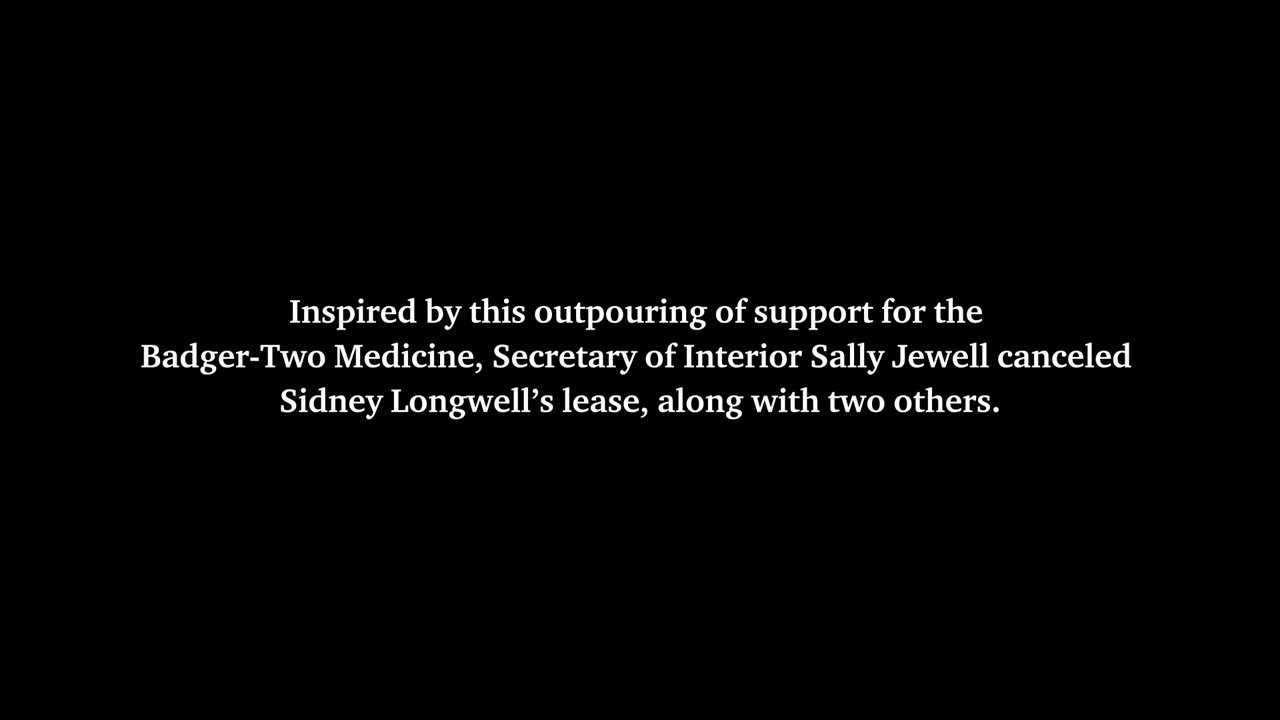 Inspired by this outpouring of support for the
Badger-Two Medicine, Secretary of Interior Sally Jewell canceled
Sidney Longwell’s lease, along with two others.